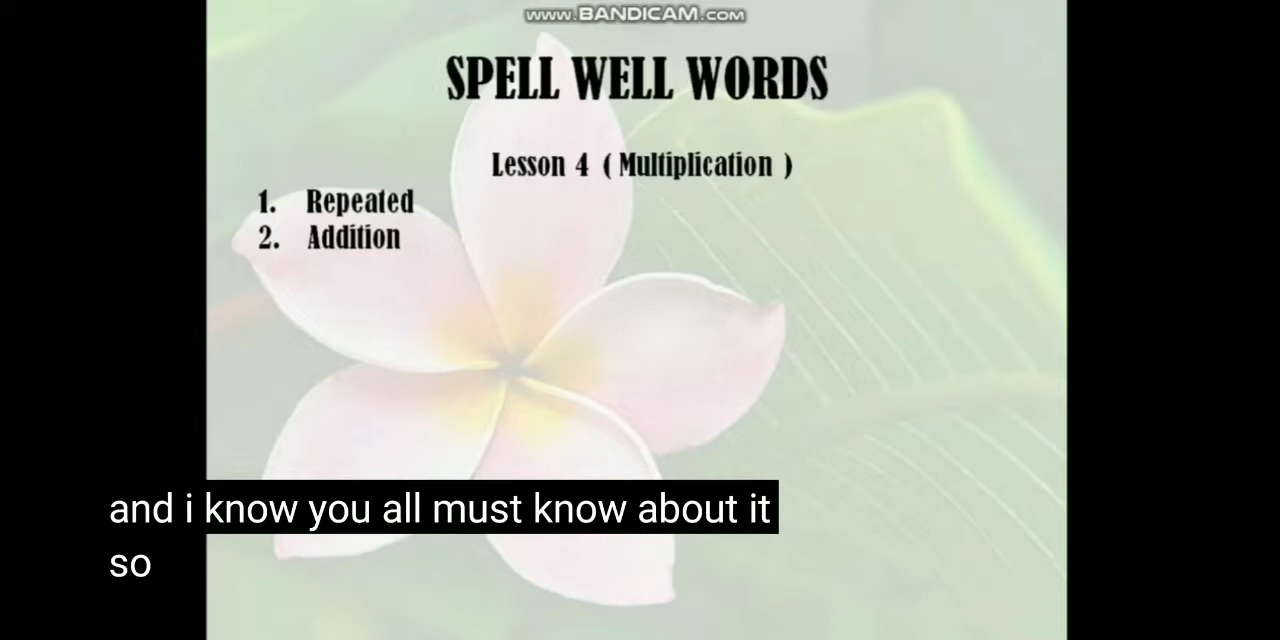 www.BANDICAM.com
SPELL WELL WORDS
Lesson 4 ( Multiplication )
1. Repeated
2. Addition
and i know you all must know about it
so